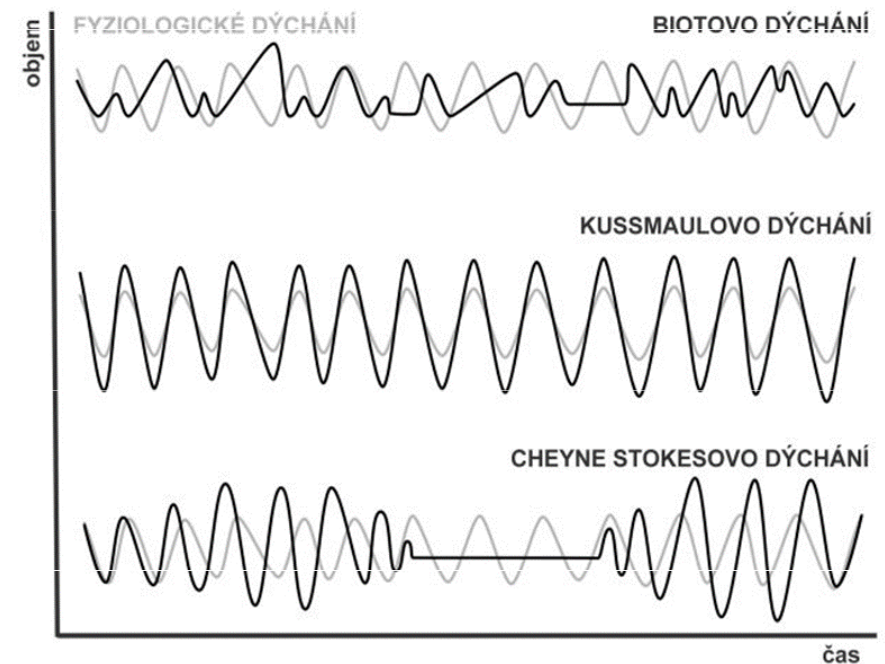 objem
FYZIOLOGICKÉ DÝCHÁNÍ
BIOTOVO DÝCHÁNÍ
KUSSMAULOVO DÝCHÁNÍ
CHEYNE STOKESOVO DÝCHÁNÍ
čas